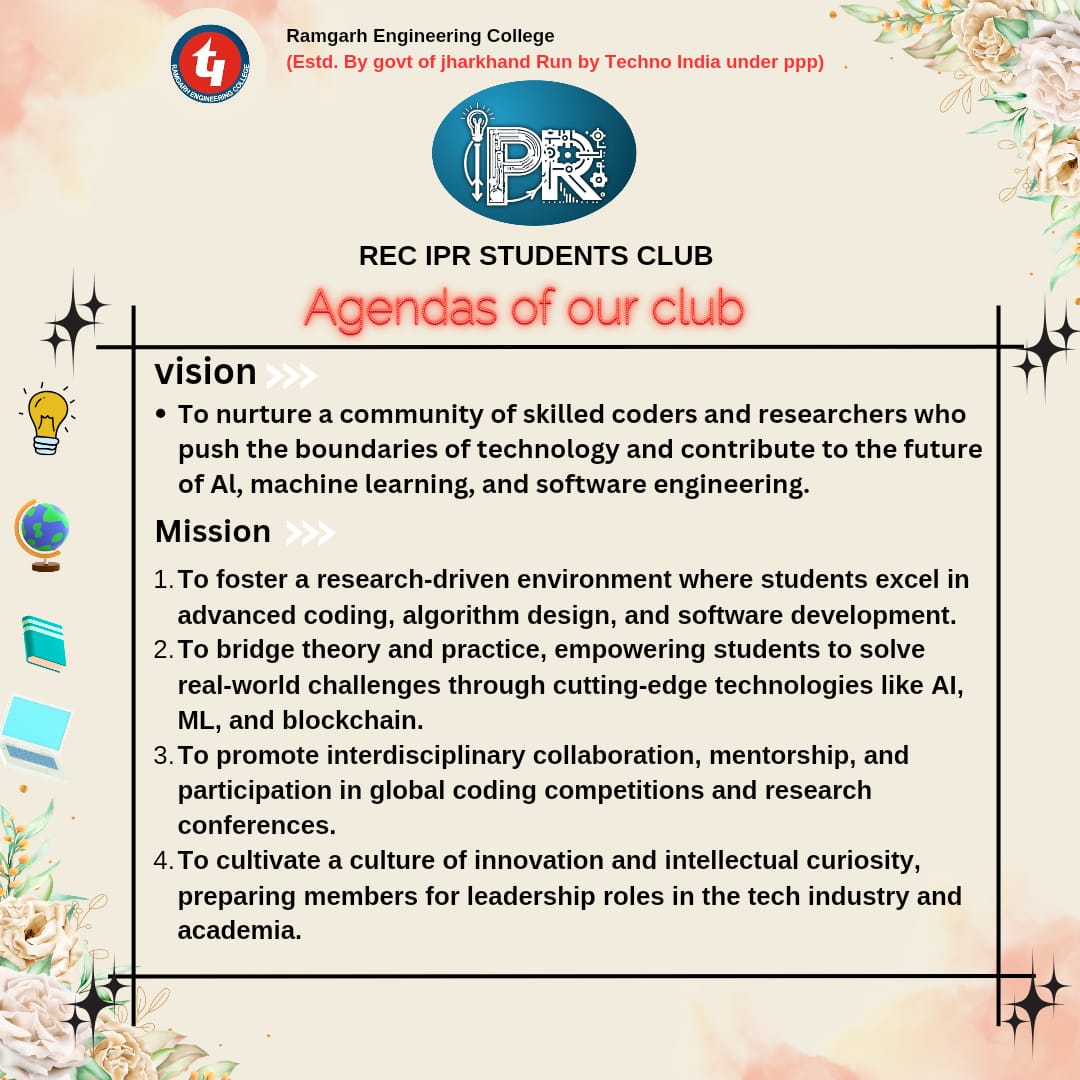 Ramgarh Engineering College
(Estd. By govt of jharkhand Run by Techno India under ppp)
RAMGARH ENGINEERING COLLEGE
IPR
REC IPR STUDENTS CLUB
Agendas of our club
vision
• To nurture a community of skilled coders and researchers who
push the boundaries of technology and contribute to the future
of Al, machine learning, and software engineering.
Mission
1. To foster a research-driven environment where students excel in
advanced coding, algorithm design, and software development.
2. To bridge theory and practice, empowering students to solve
real-world challenges through cutting-edge technologies like AI,
ML, and blockchain.
3. To promote interdisciplinary collaboration, mentorship, and
participation in global coding competitions and research
conferences.
4. To cultivate a culture of innovation and intellectual curiosity,
preparing members for leadership roles in the tech industry and
academia.